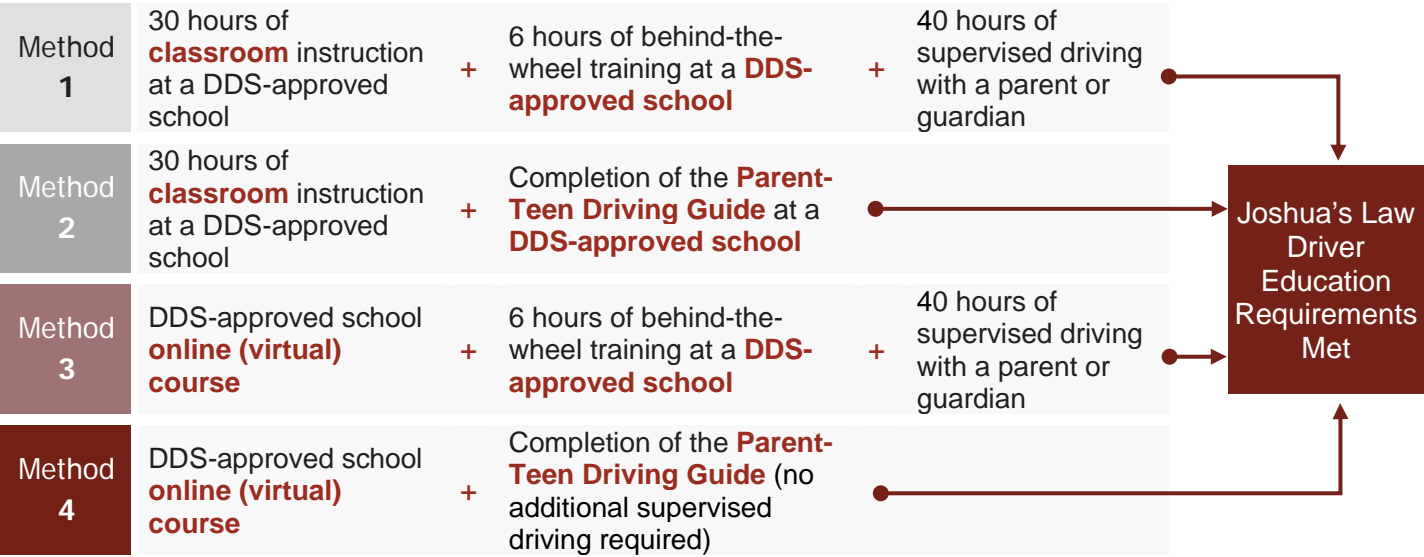 Method
1
30 hours of
classroom instruction
at a DDS-approved
school
+
6 hours of behind-the-
wheel training at a DDS-
approved school
+
40 hours of
supervised driving
with a parent or
guardian
Method
2
30 hours of
classroom instruction
at a DDS-approved
school
+
Completion of the Parent-
Teen Driving Guide at a
DDS-approved school
Method
3
DDS-approved school
online (virtual)
course
+
6 hours of behind-the-
wheel training at a DDS-
approved school
+
40 hours of
supervised driving
with a parent or
guardian
Method
4
DDS-approved school
online (virtual)
course
+
Completion of the Parent-
Teen Driving Guide (no
additional supervised
driving required)
Joshua's Law
Driver
Education
Requirements
Met